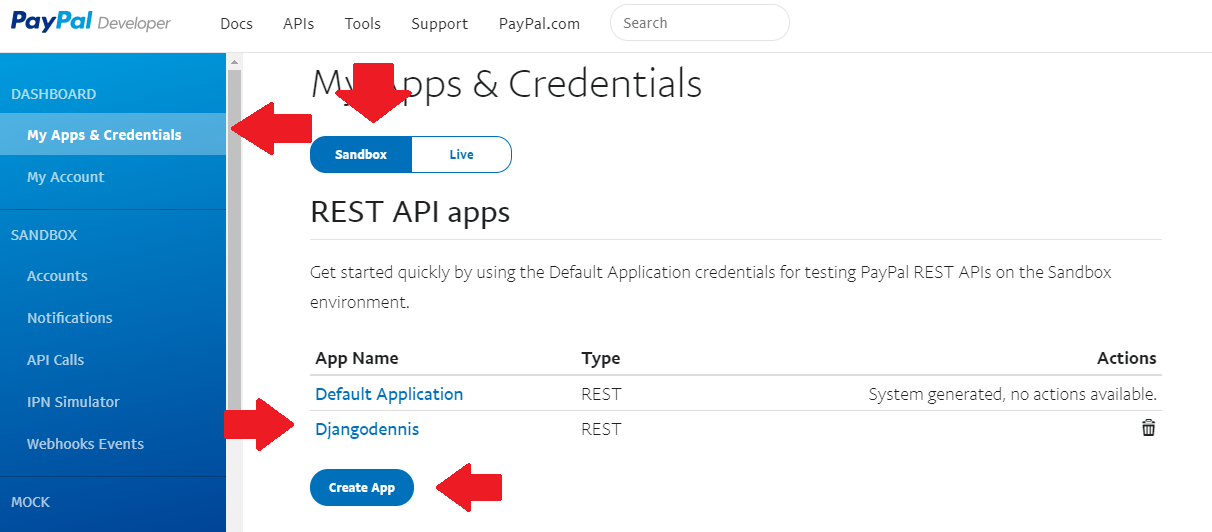 PayPal Developer Docs APIs Tools Support PayPal.com Search
DASHBOARD
My Apps & Credentials
My Account
SANDBOX
Accounts
Notifications
API Calls
IPN Simulator
Webhooks Events
MOCK
My Apps & Credentials
Sandbox Live
REST API apps
Get started quickly by using the Default Application credentials for testing PayPal REST APIs on the Sandbox
environment.
App Name Type Actions
Default Application REST System generated, no actions available.
Djangodennis REST
Create App